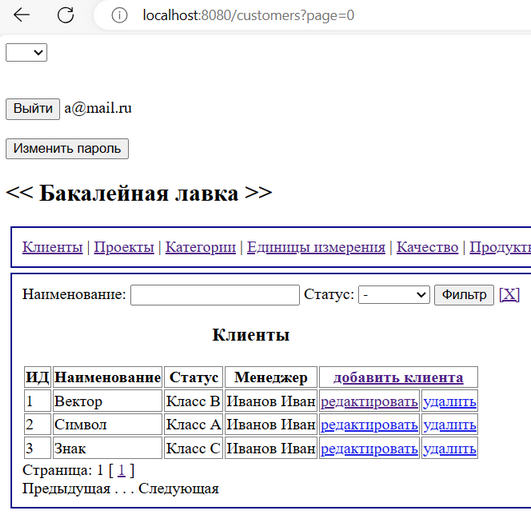 localhost:8080/customers?page=0
Выйти a@mail.ru
Изменить пароль
<< Бакалейная лавка >>
Клиенты | Проекты | Категории | Единицы измерения | Качество | Продукты
Наименование: Статус: - Фильтр [X]
Клиенты
ИД Наименование Статус Менеджер добавить клиента
1 Вектор Класс B Иванов Иван редактировать удалить
2 Символ Класс A Иванов Иван редактировать удалить
3 Знак Класс C Иванов Иван редактировать удалить
Страница: 1 [ 1 ]
Предыдущая . . . Следующая